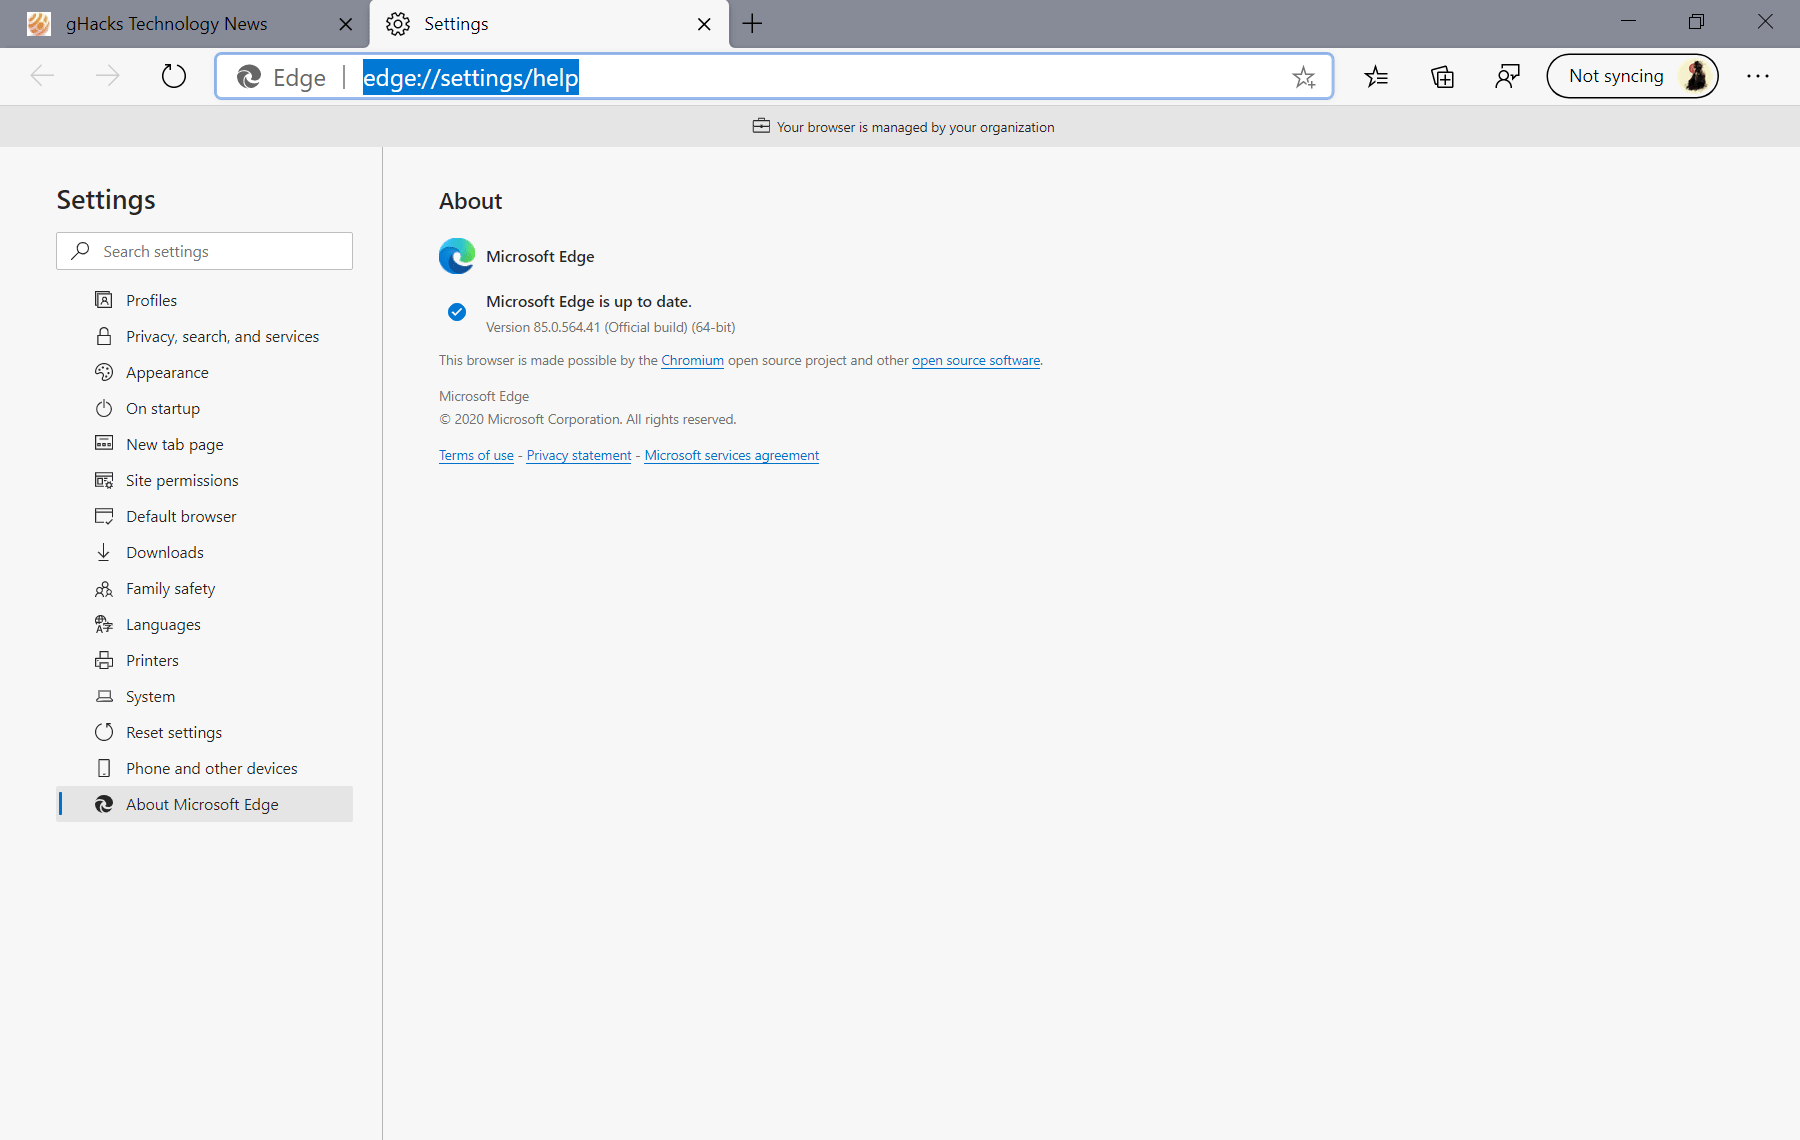 gHacks Technology News
Settings
Edge
edge://settings/help
Not syncing
Your browser is managed by your organization
Settings
Search settings
Profiles
Privacy, search, and services
Appearance
On startup
New tab page
Site permissions
Default browser
Downloads
Family safety
Languages
Printers
System
Reset settings
Phone and other devices
About Microsoft Edge
About
Microsoft Edge
Microsoft Edge is up to date.
Version 85.0.564.41 (Official build) (64-bit)
This browser is made possible by the Chromium open source project and other open source software.
Microsoft Edge
© 2020 Microsoft Corporation. All rights reserved.
Terms of use - Privacy statement - Microsoft services agreement